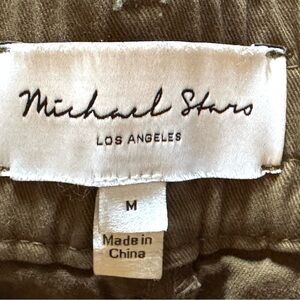 Michael Stars
LOS ANGELES
M
Made in
China